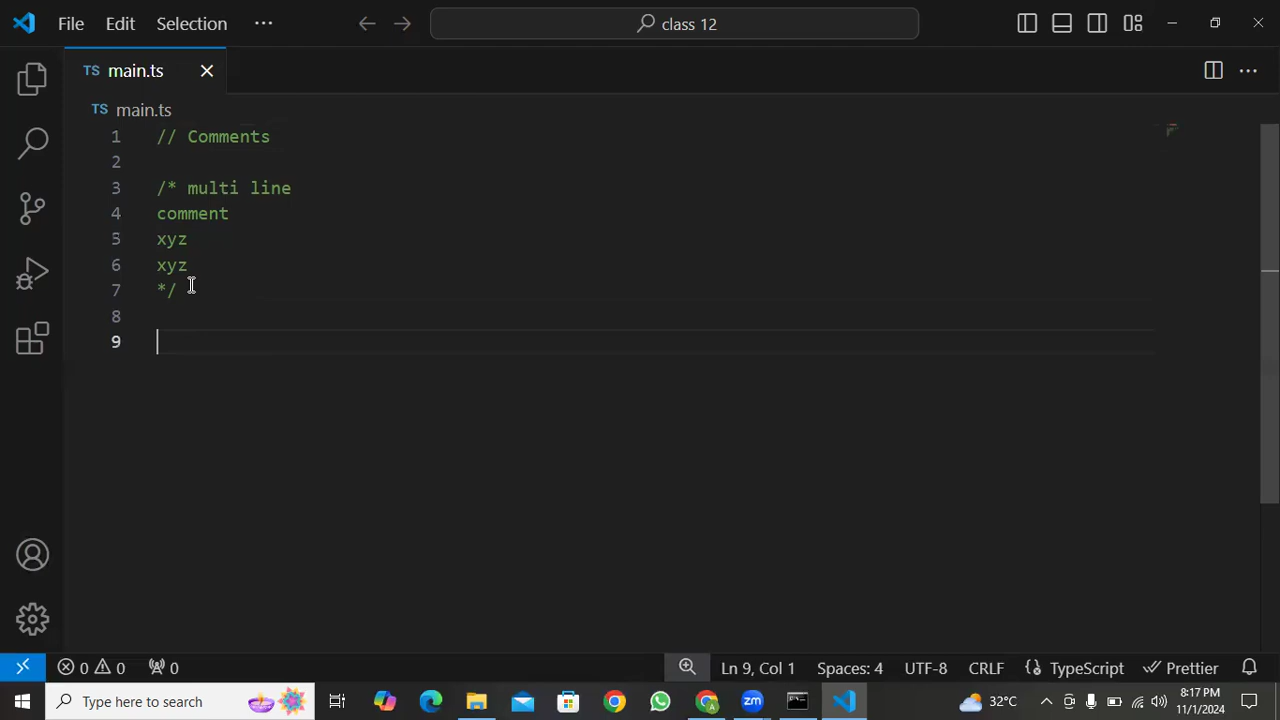 File Edit Selection ··· class 12
TS main.ts
TS main.ts
1 // Comments
2
3 /* multi line
4 comment
5 xyz
6 xyz
7 */
8
9
0 0 0 Ln 9, Col 1 Spaces: 4 UTF-8 CRLF TypeScript Prettier
Type here to search 32°C 8:17 PM
11/1/2024